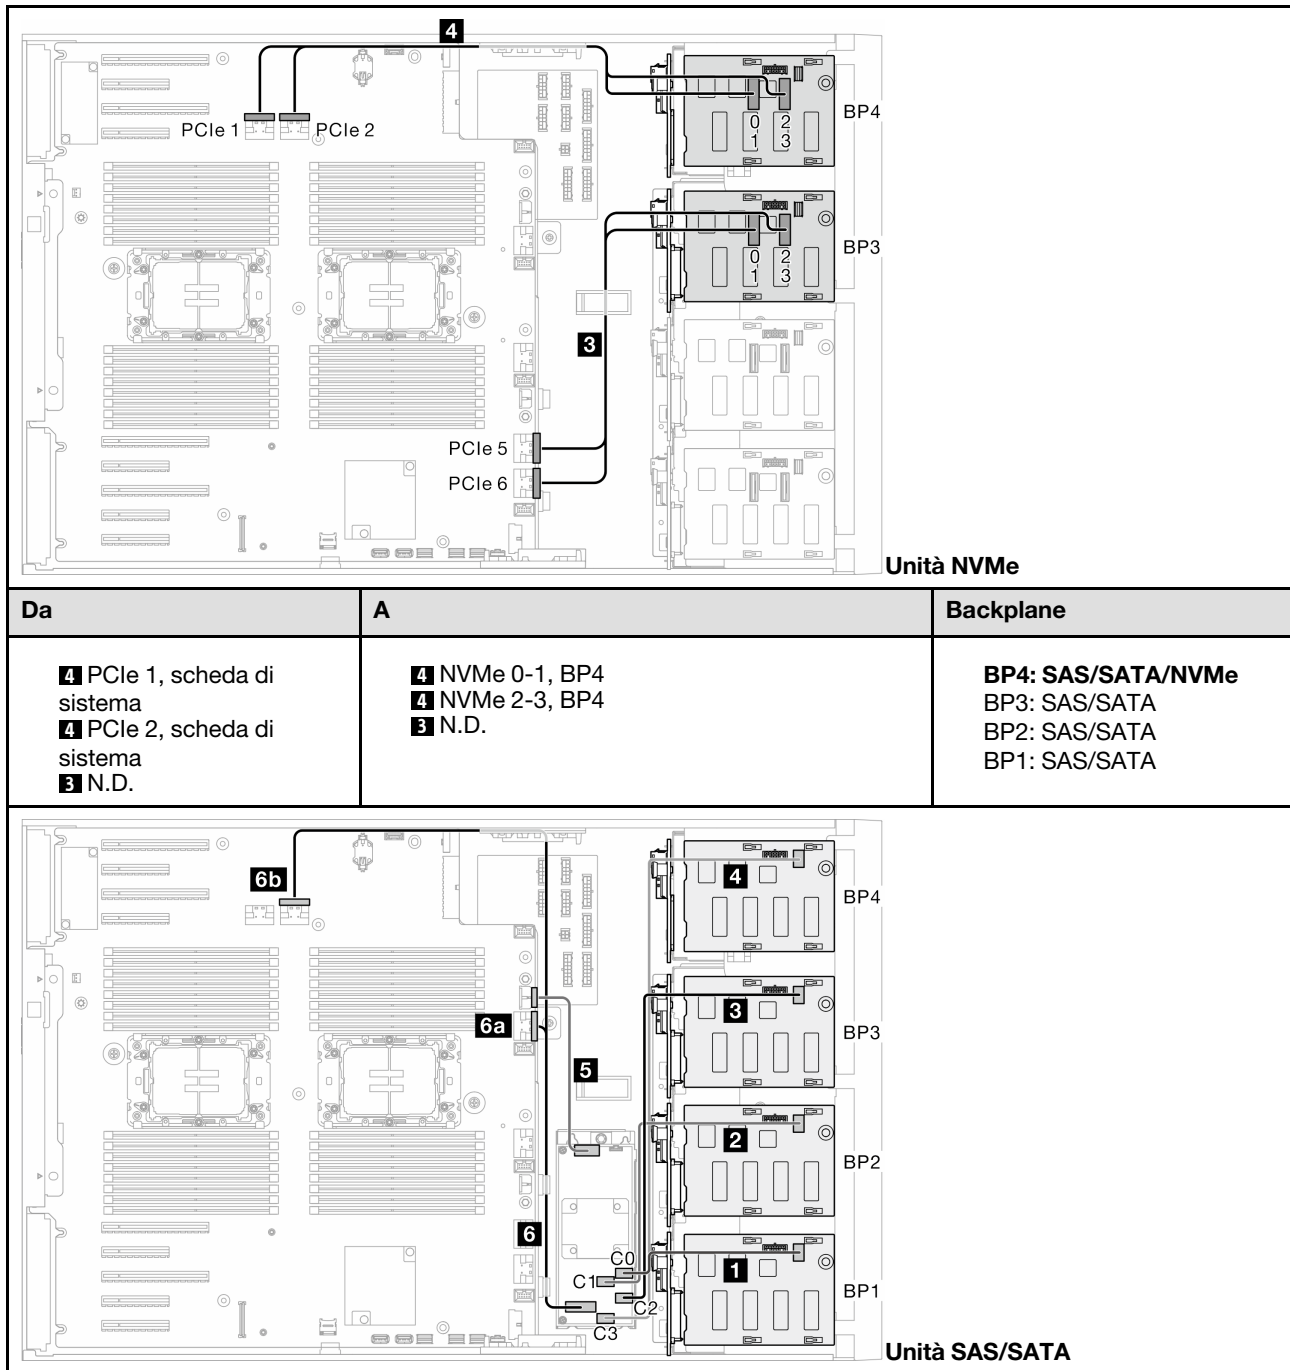 4
PCIe 1
PCIe 2
0
1
2
3
BP4
0
1
2
3
BP3
3
PCIe 5
PCIe 6
Unità NVMe
Da
A
Backplane
4 PCIe 1, scheda di
sistema
4 PCIe 2, scheda di
sistema
3 N.D.
4 NVMe 0-1, BP4
4 NVMe 2-3, BP4
3 N.D.
BP4: SAS/SATA/NVMe
BP3: SAS/SATA
BP2: SAS/SATA
BP1: SAS/SATA
6b
4
BP4
6a
3
BP3
5
2
BP2
6
C0
C1
C2
C3
1
BP1
Unità SAS/SATA